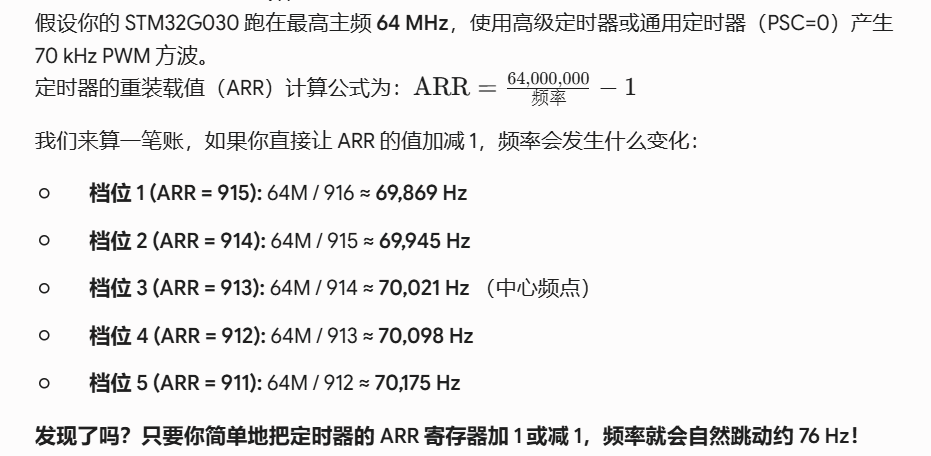 假设你的 STM32G030 跑在最高主频 64 MHz，使用高级定时器或通用定时器（PSC=0）产生
70 kHz PWM 方波。
定时器的重装载值（ARR）计算公式为：ARR = 64,000,000/频率 − 1
我们来算一笔账，如果你直接让 ARR 的值加减 1，频率会发生什么变化：
○ 档位 1 (ARR = 915): 64M / 916 ≈ 69,869 Hz
○ 档位 2 (ARR = 914): 64M / 915 ≈ 69,945 Hz
○ 档位 3 (ARR = 913): 64M / 914 ≈ 70,021 Hz （中心频点）
○ 档位 4 (ARR = 912): 64M / 913 ≈ 70,098 Hz
○ 档位 5 (ARR = 911): 64M / 912 ≈ 70,175 Hz
发现了吗？只要你简单地把定时器的 ARR 寄存器加 1 或减 1，频率就会自然跳动约 76 Hz！